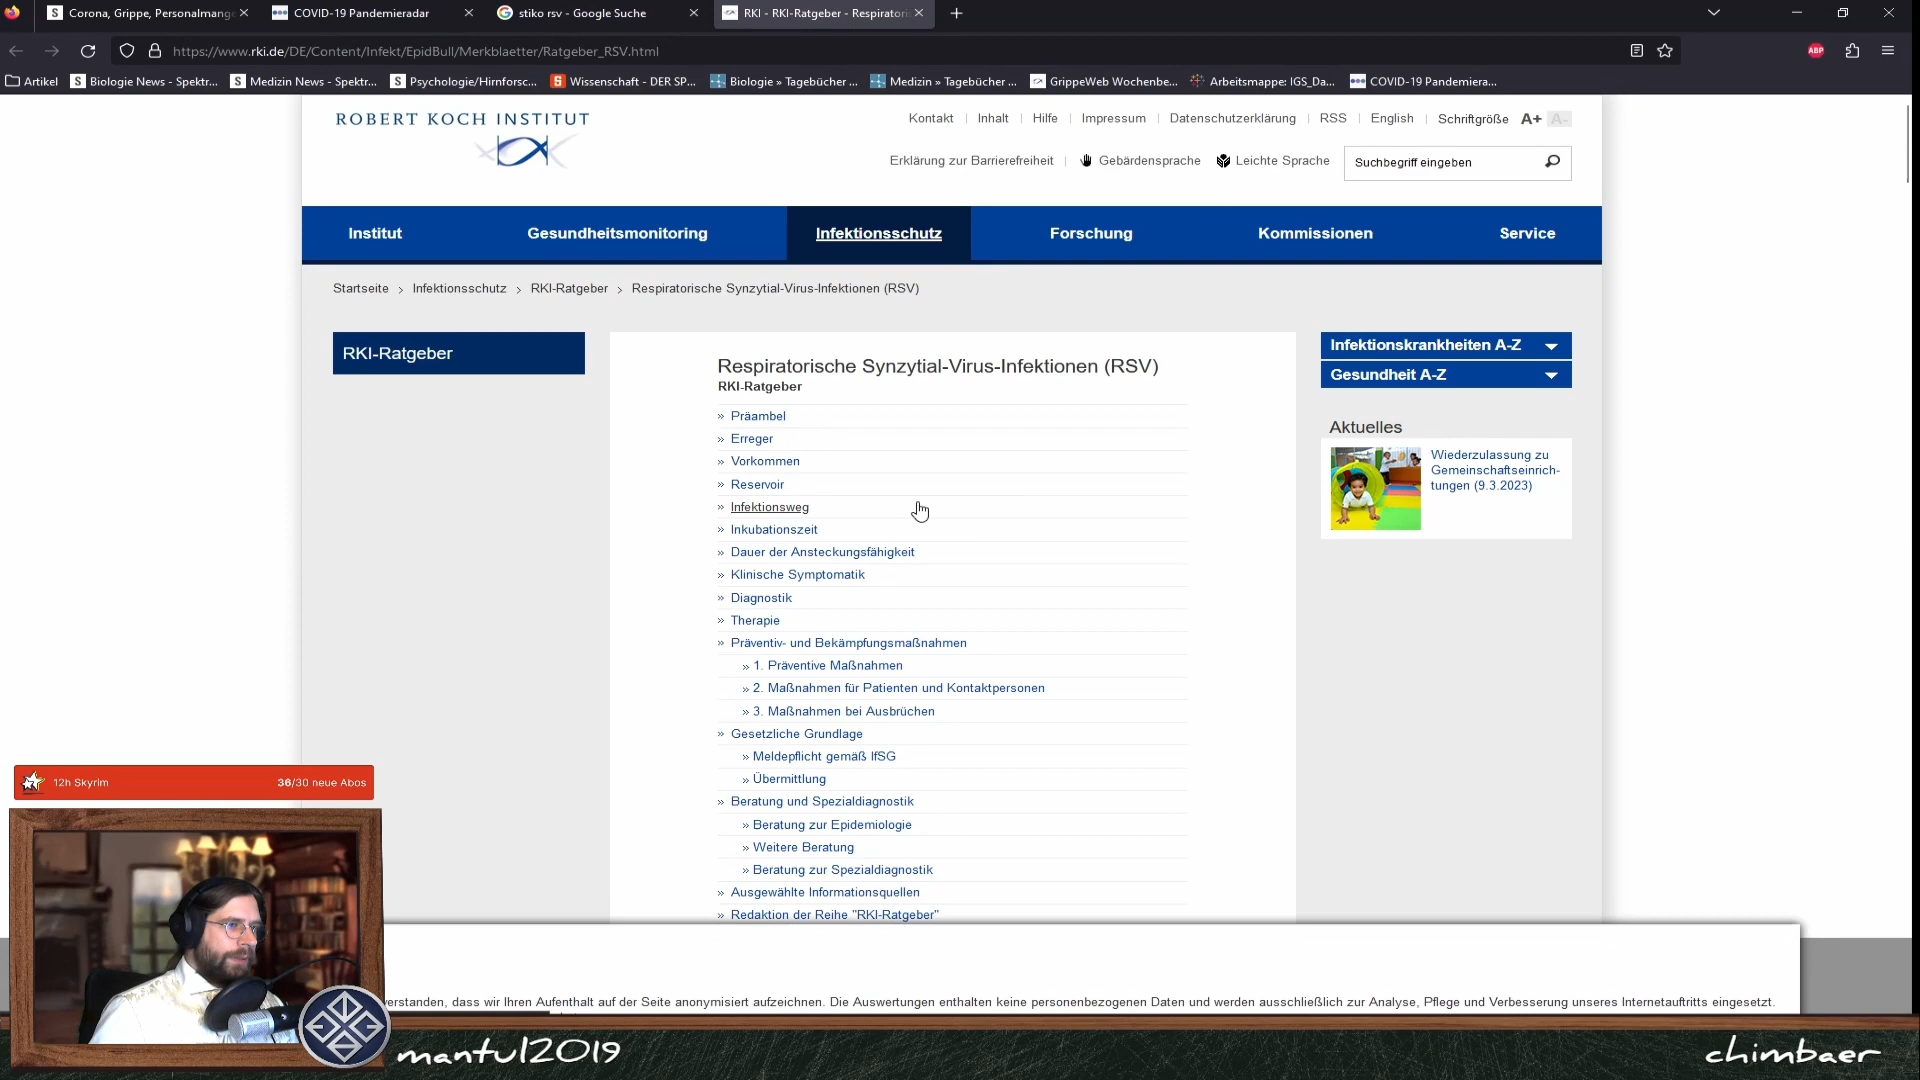 Corona, Grippe, Personalmang
COVID-19 Pandemieradar
stiko rsv - Google Suche
RKI - RKI-Ratgeber - Respiratoris
https://www.rki.de/DE/Content/Infekt/EpidBull/Merkblaetter/Ratgeber_RSV.html
ABP
Artikel
Biologie News - Spektr...
Medizin News - Spektr...
Psychologie/Hirnforsc...
Wissenschaft - DER SP...
Biologie » Tagebücher ...
Medizin » Tagebücher ...
GrippeWeb Wochenbe...
Arbeitsmappe: IGS_Da...
COVID-19 Pandemiera...
ROBERT KOCH INSTITUT
Kontakt
Inhalt
Hilfe
Impressum
Datenschutzerklärung
RSS
English
Schriftgröße A+ A-
Erklärung zur Barrierefreiheit
Gebärdensprache
Leichte Sprache
Suchbegriff eingeben
Institut
Gesundheitsmonitoring
Infektionsschutz
Forschung
Kommissionen
Service
Startseite > Infektionsschutz > RKI-Ratgeber > Respiratorische Synzytial-Virus-Infektionen (RSV)
RKI-Ratgeber
Respiratorische Synzytial-Virus-Infektionen (RSV)
RKI-Ratgeber
» Präambel
» Erreger
» Vorkommen
» Reservoir
» Infektionsweg
» Inkubationszeit
» Dauer der Ansteckungsfähigkeit
» Klinische Symptomatik
» Diagnostik
» Therapie
» Präventiv- und Bekämpfungsmaßnahmen
» 1. Präventive Maßnahmen
» 2. Maßnahmen für Patienten und Kontaktpersonen
» 3. Maßnahmen bei Ausbrüchen
» Gesetzliche Grundlage
» Meldepflicht gemäß IfSG
» Übermittlung
» Beratung und Spezialdiagnostik
» Beratung zur Epidemiologie
» Weitere Beratung
» Beratung zur Spezialdiagnostik
» Ausgewählte Informationsquellen
» Redaktion der Reihe "RKI-Ratgeber"
Infektionskrankheiten A-Z
Gesundheit A-Z
Aktuelles
Wiederzulassung zu
Gemeinschaftseinrich-
tungen (9.3.2023)
12h Skyrim
36/30 neue Abos
verstanden, dass wir Ihren Aufenthalt auf der Seite anonymisiert aufzeichnen. Die Auswertungen enthalten keine personenbezogenen Daten und werden ausschließlich zur Analyse, Pflege und Verbesserung unseres Internetauftritts eingesetzt.
mantul2019
chimbaer